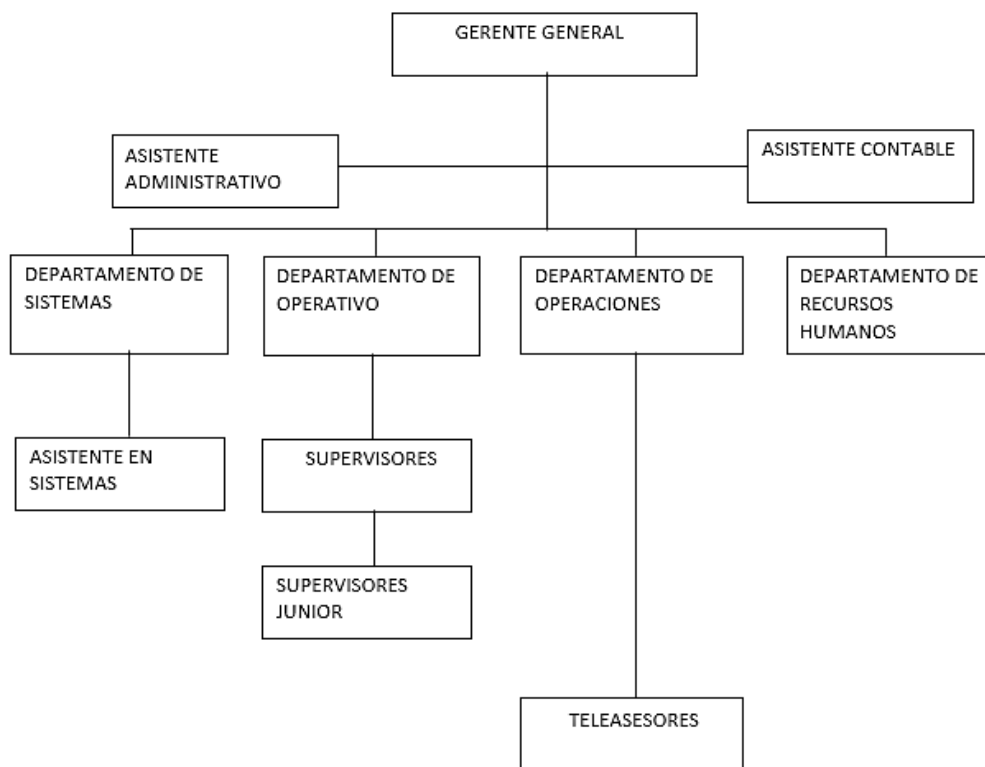 GERENTE GENERAL
ASISTENTE
ADMINISTRATIVO
ASISTENTE CONTABLE
DEPARTAMENTO DE
SISTEMAS
DEPARTAMENTO DE
OPERATIVO
DEPARTAMENTO DE
OPERACIONES
DEPARTAMENTO DE
RECURSOS
HUMANOS
ASISTENTE EN
SISTEMAS
SUPERVISORES
SUPERVISORES
JUNIOR
TELEASESORES